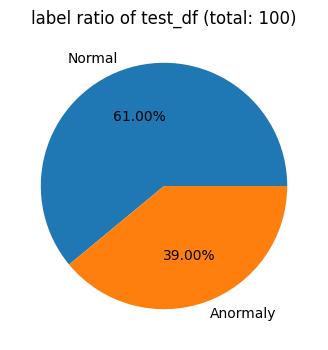 label ratio of test_df (total: 100)
Normal
61.00%
39.00%
Anormaly